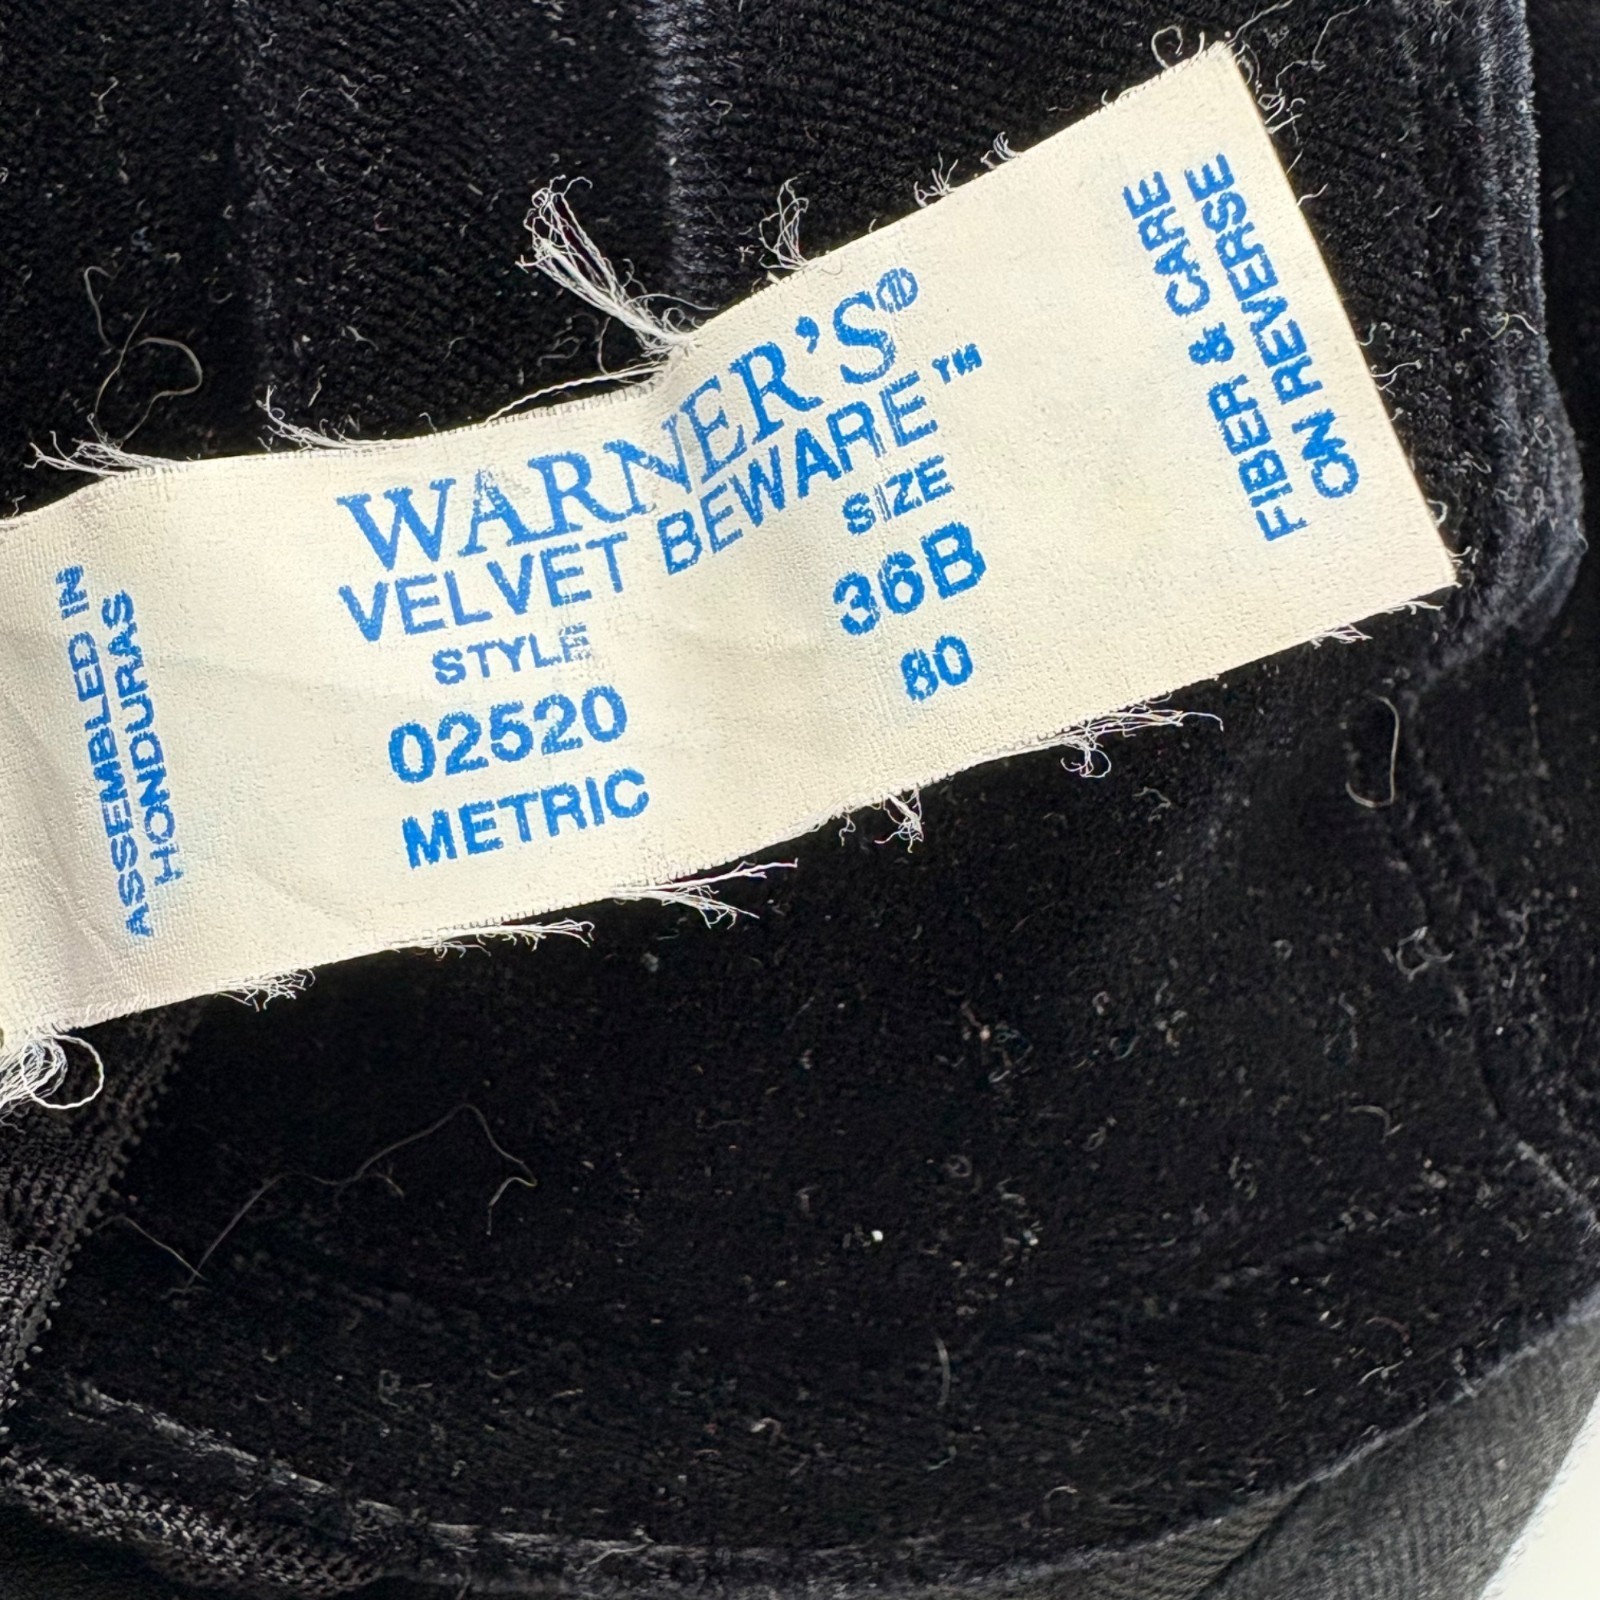 ASSEMBLED IN
HONDURAS
WARNER'S®
VELVET BEWARE™
STYLE SIZE
02520 36B
METRIC 80
FIBER & CARE
ON REVERSE